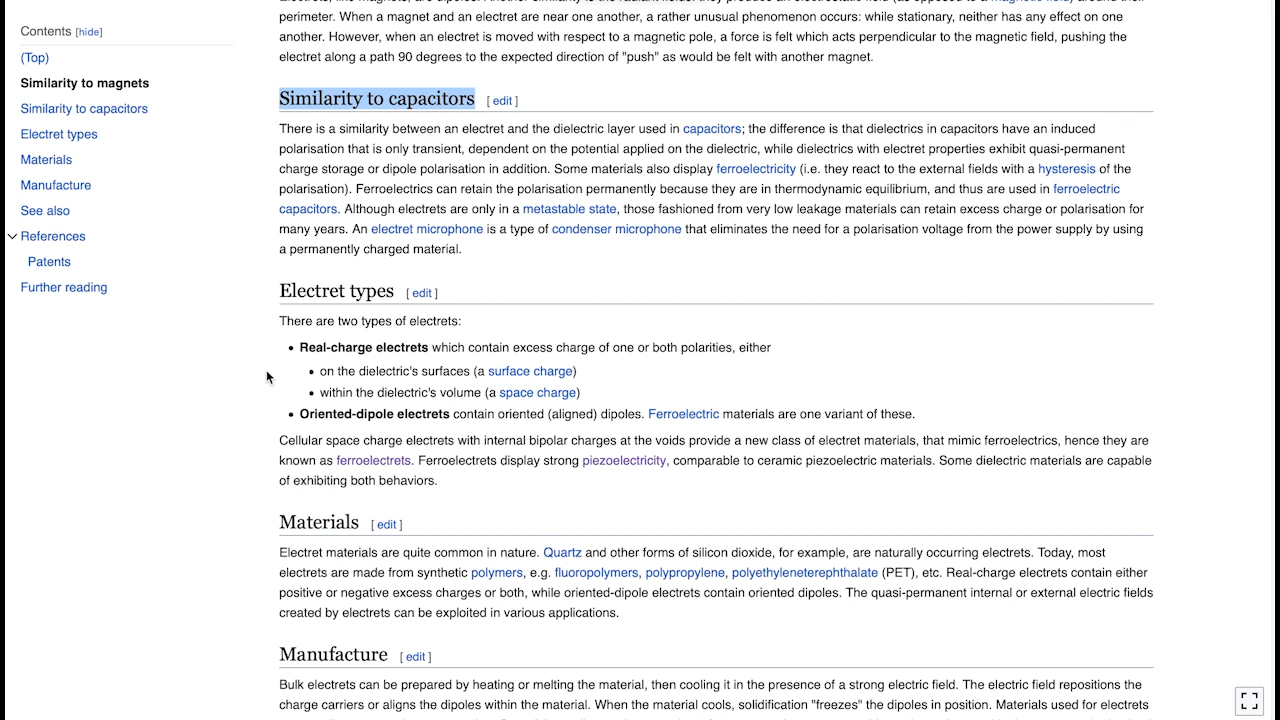 Contents [hide]
(Top)
Similarity to magnets
Similarity to capacitors
Electret types
Materials
Manufacture
See also
References
Patents
Further reading
perimeter. When a magnet and an electret are near one another, a rather unusual phenomenon occurs: while stationary, neither has any effect on one
another. However, when an electret is moved with respect to a magnetic pole, a force is felt which acts perpendicular to the magnetic field, pushing the
electret along a path 90 degrees to the expected direction of "push" as would be felt with another magnet.
Similarity to capacitors [ edit ]
There is a similarity between an electret and the dielectric layer used in capacitors; the difference is that dielectrics in capacitors have an induced
polarisation that is only transient, dependent on the potential applied on the dielectric, while dielectrics with electret properties exhibit quasi-permanent
charge storage or dipole polarisation in addition. Some materials also display ferroelectricity (i.e. they react to the external fields with a hysteresis of the
polarisation). Ferroelectrics can retain the polarisation permanently because they are in thermodynamic equilibrium, and thus are used in ferroelectric
capacitors. Although electrets are only in a metastable state, those fashioned from very low leakage materials can retain excess charge or polarisation for
many years. An electret microphone is a type of condenser microphone that eliminates the need for a polarisation voltage from the power supply by using
a permanently charged material.
Electret types [ edit ]
There are two types of electrets:
• Real-charge electrets which contain excess charge of one or both polarities, either
• on the dielectric's surfaces (a surface charge)
• within the dielectric's volume (a space charge)
• Oriented-dipole electrets contain oriented (aligned) dipoles. Ferroelectric materials are one variant of these.
Cellular space charge electrets with internal bipolar charges at the voids provide a new class of electret materials, that mimic ferroelectrics, hence they are
known as ferroelectrets. Ferroelectrets display strong piezoelectricity, comparable to ceramic piezoelectric materials. Some dielectric materials are capable
of exhibiting both behaviors.
Materials [ edit ]
Electret materials are quite common in nature. Quartz and other forms of silicon dioxide, for example, are naturally occurring electrets. Today, most
electrets are made from synthetic polymers, e.g. fluoropolymers, polypropylene, polyethyleneterephthalate (PET), etc. Real-charge electrets contain either
positive or negative excess charges or both, while oriented-dipole electrets contain oriented dipoles. The quasi-permanent internal or external electric fields
created by electrets can be exploited in various applications.
Manufacture [ edit ]
Bulk electrets can be prepared by heating or melting the material, then cooling it in the presence of a strong electric field. The electric field repositions the
charge carriers or aligns the dipoles within the material. When the material cools, solidification "freezes" the dipoles in position. Materials used for electrets